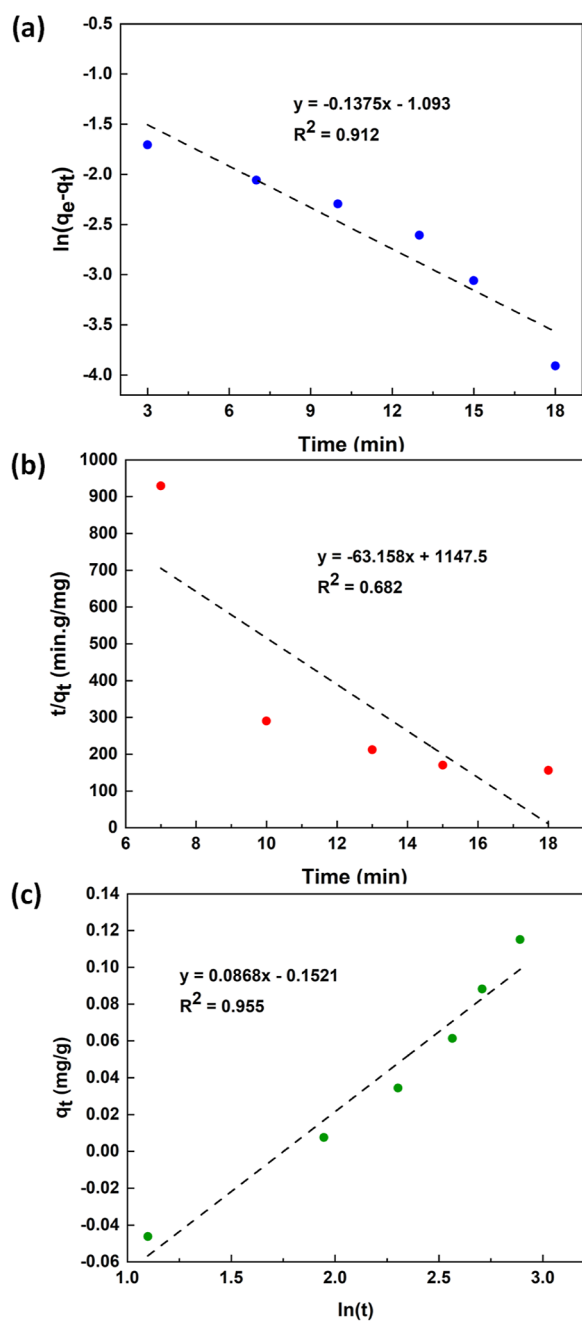 (a)
-0.5
-1.0
-1.5
-2.0
-2.5
-3.0
-3.5
-4.0
ln(qe-qt)
y = -0.1375x - 1.093
R2 = 0.912
3 6 9 12 15 18
Time (min)
(b)
1000
900
800
700
600
500
400
300
200
100
0
t/qt (min.g/mg)
y = -63.158x + 1147.5
R2 = 0.682
6 8 10 12 14 16 18
Time (min)
(c)
0.14
0.12
0.10
0.08
0.06
0.04
0.02
0.00
-0.02
-0.04
-0.06
qt (mg/g)
y = 0.0868x - 0.1521
R2 = 0.955
1.0 1.5 2.0 2.5 3.0
ln(t)